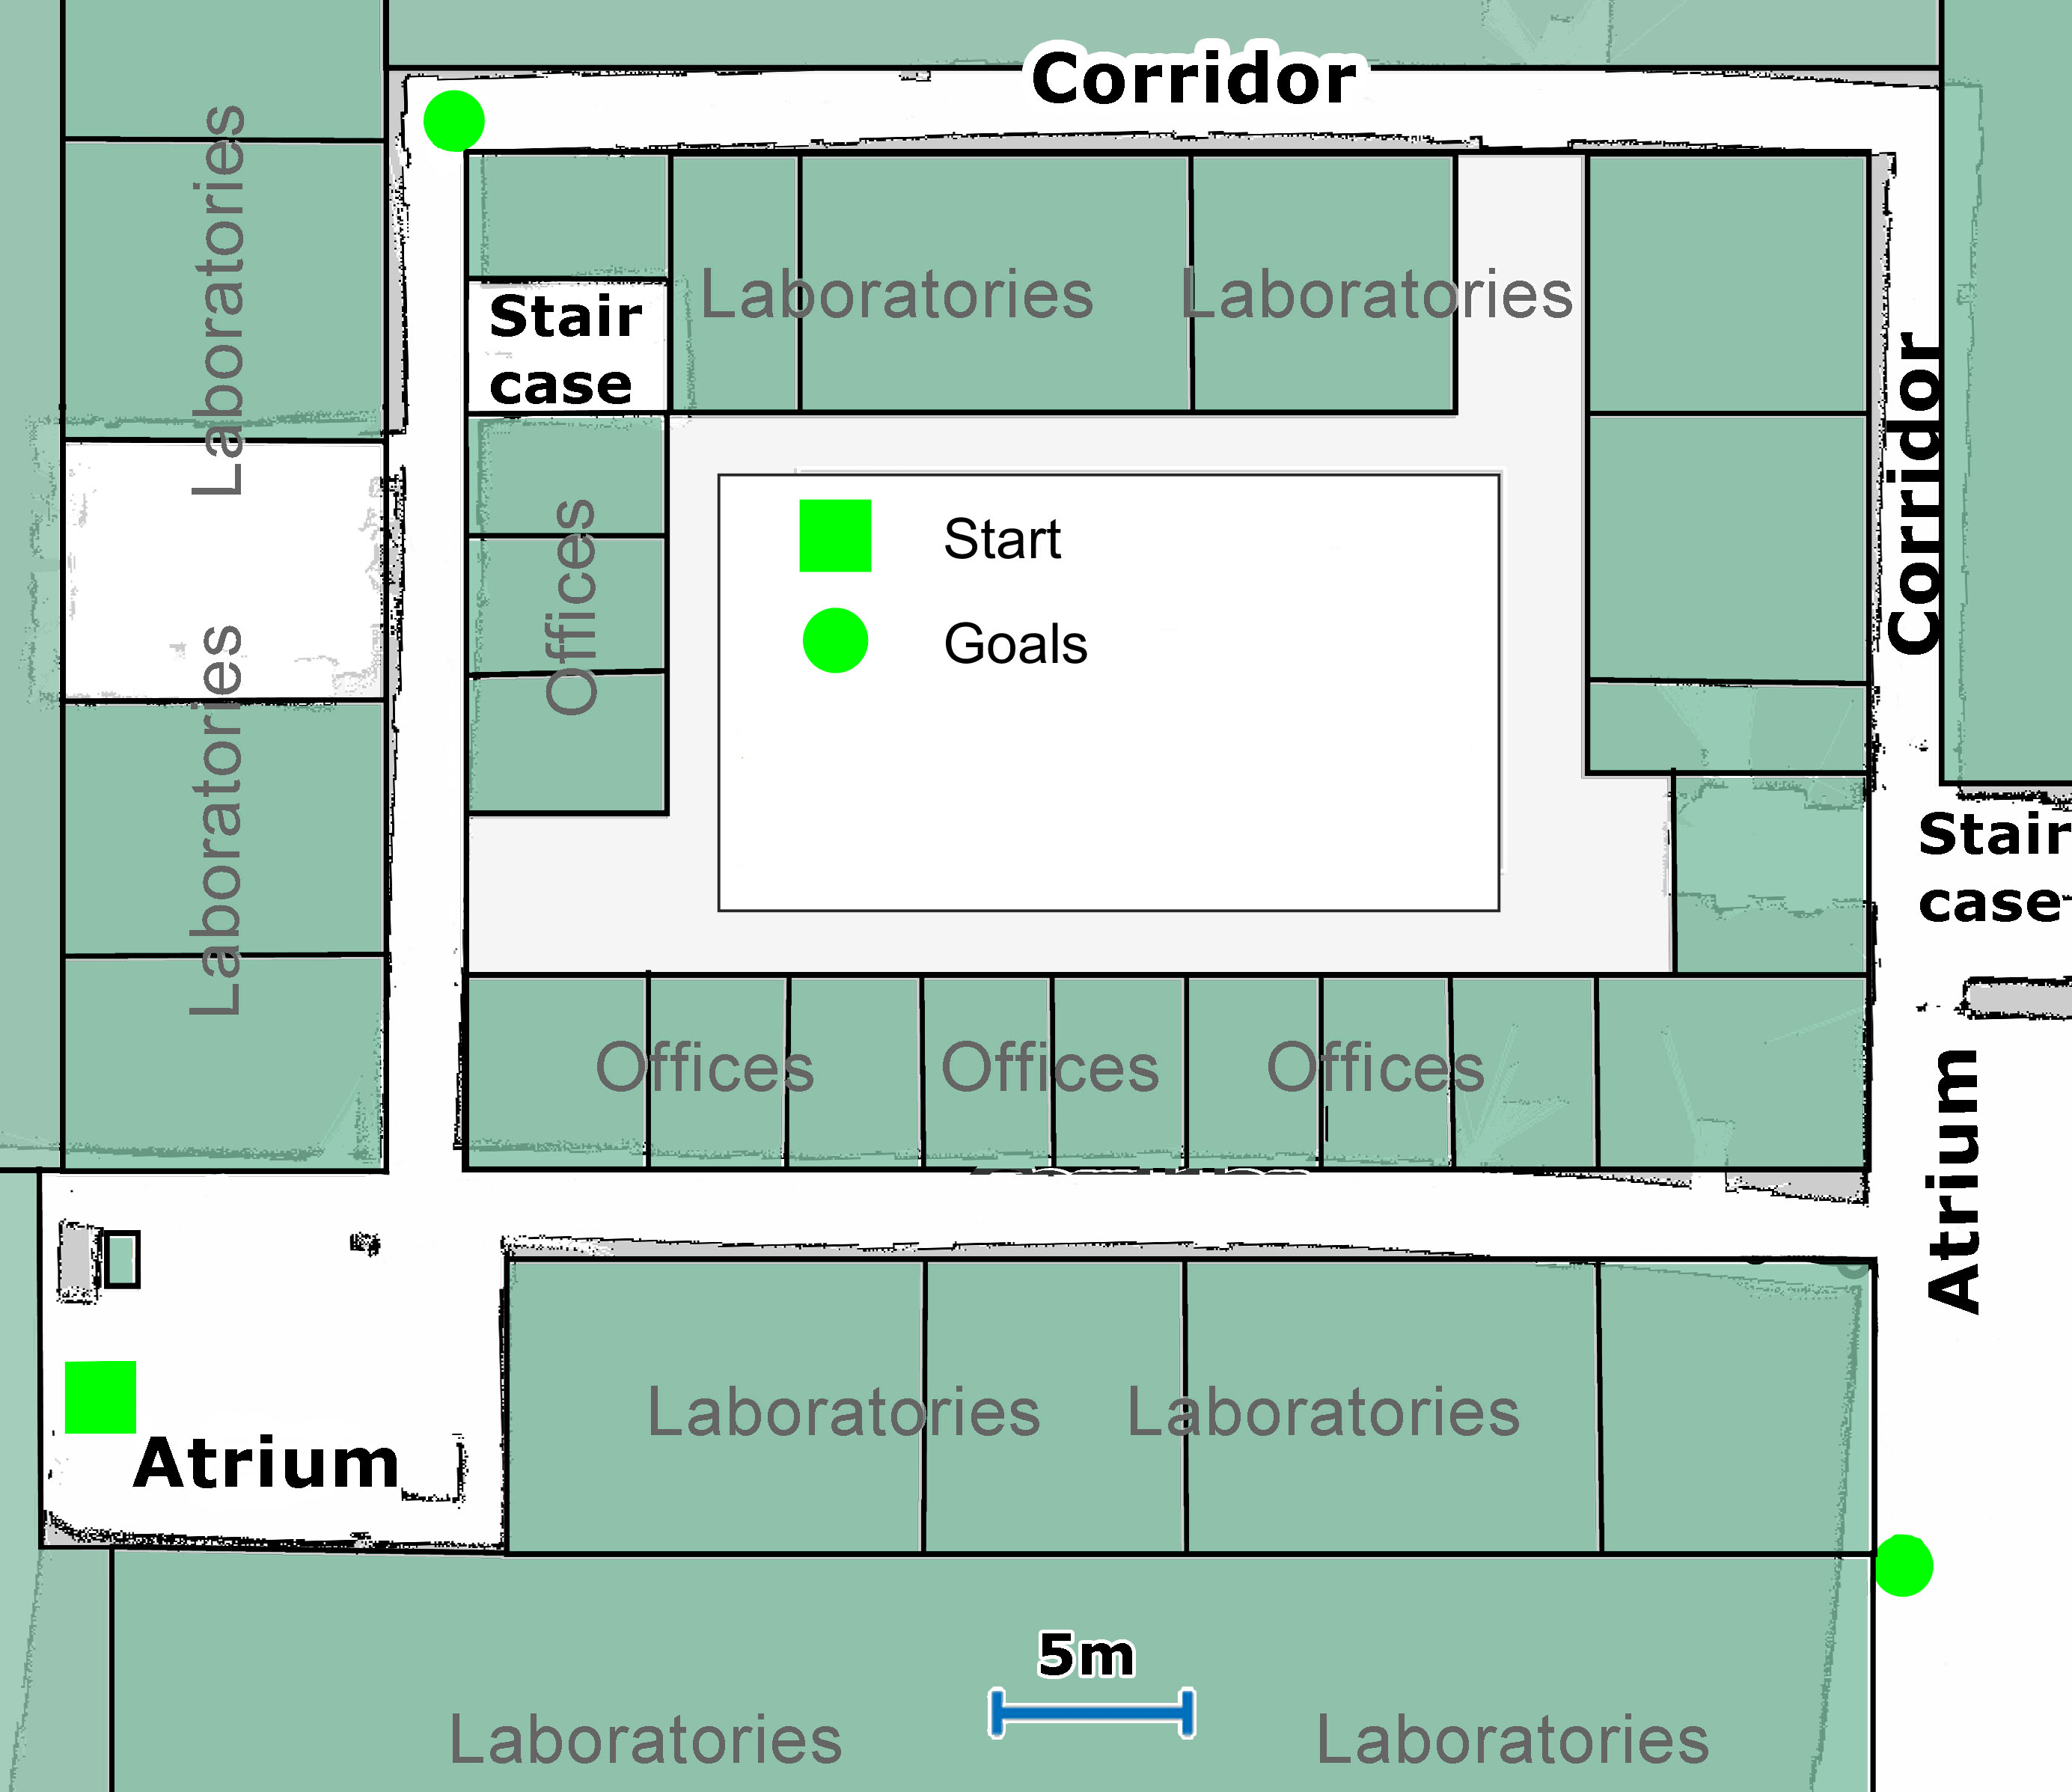 Corridor
Laboratories
Stair
case
Laboratories
Laboratories
Corridor
Start
Offices
Goals
Laboratories
Stair
case
Offices
Offices
Offices
Atrium
Laboratories
Laboratories
Atrium
5m
Laboratories
Laboratories